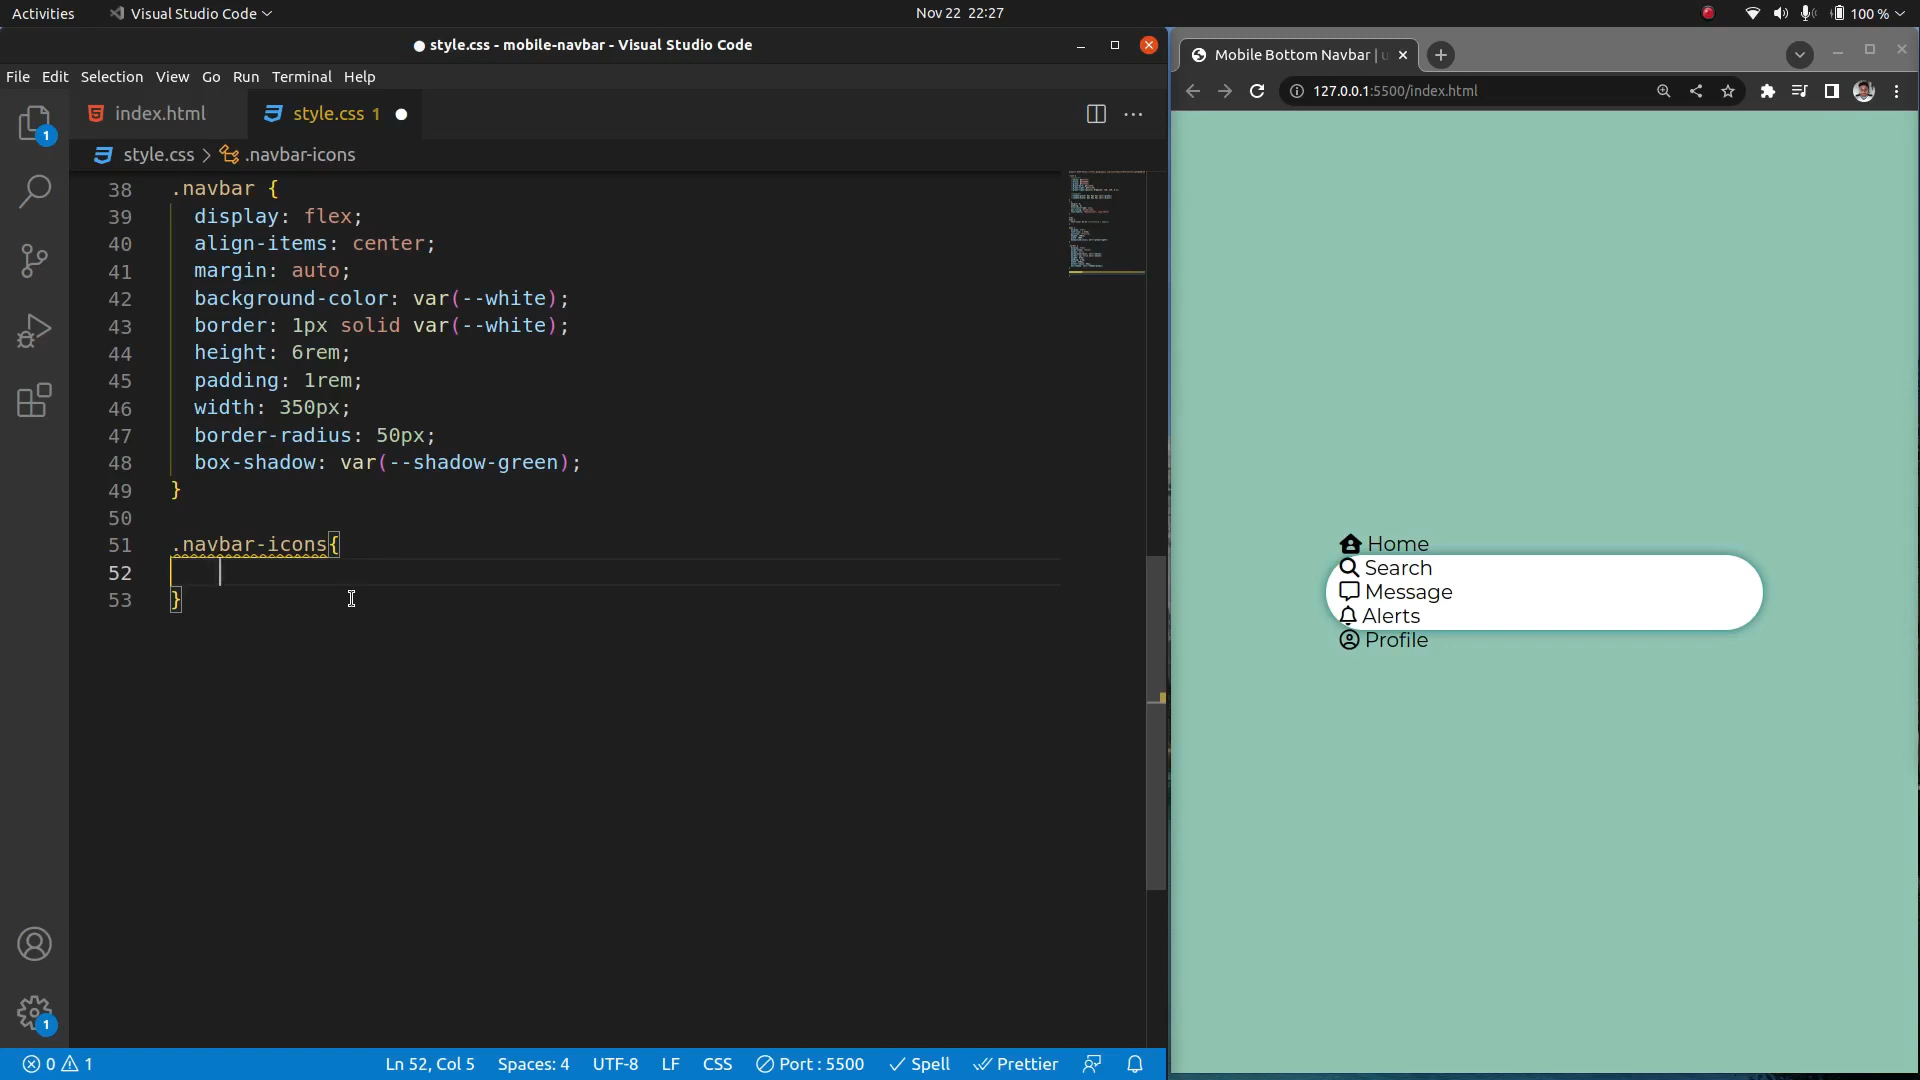 Activities Visual Studio Code Nov 22 22:27 100 %
style.css - mobile-navbar - Visual Studio Code
File Edit Selection View Go Run Terminal Help
index.html style.css 1
style.css > .navbar-icons
38 .navbar {
39 display: flex;
40 align-items: center;
41 margin: auto;
42 background-color: var(--white);
43 border: 1px solid var(--white);
44 height: 6rem;
45 padding: 1rem;
46 width: 350px;
47 border-radius: 50px;
48 box-shadow: var(--shadow-green);
49 }
50
51 .navbar-icons{
52
53 }
1
1
0 1 Ln 52, Col 5 Spaces: 4 UTF-8 LF CSS Port : 5500 Spell Prettier
Mobile Bottom Navbar |
127.0.0.1:5500/index.html
Home
Search
Message
Alerts
Profile